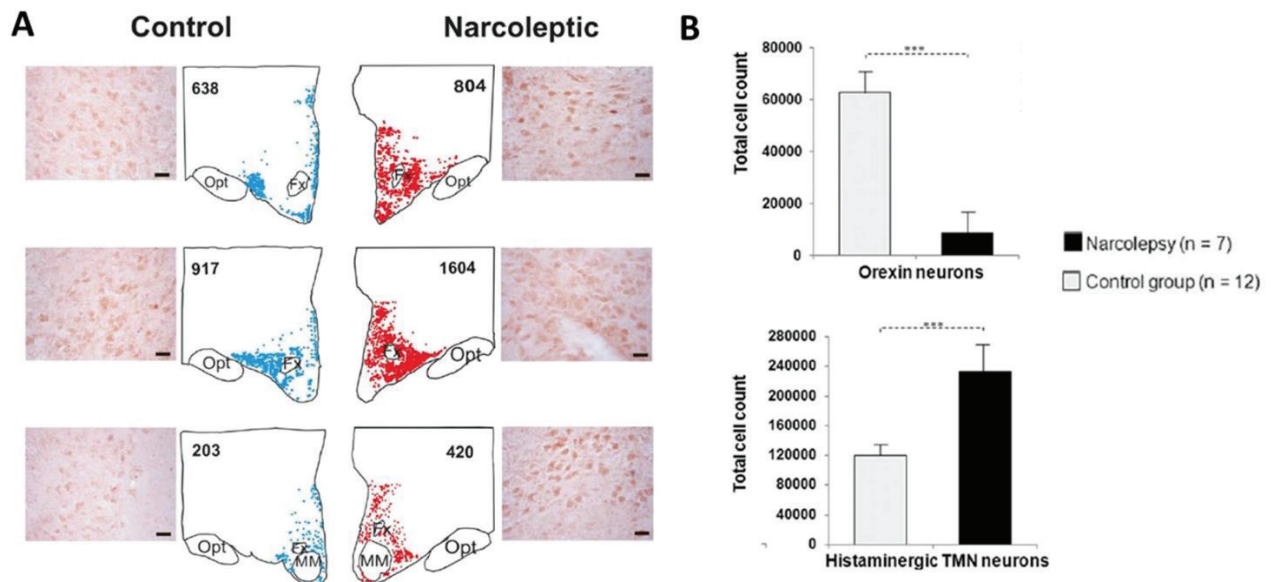 A
Control
Narcoleptic
638
Opt
Fx
804
Fx
Opt
917
Opt
Fx
1604
Fx
Opt
203
Opt
Fx
MM
420
Fx
MM
Opt
B
Total cell count
80000
60000
40000
20000
0
***
Orexin neurons
Narcolepsy (n = 7)
Control group (n = 12)
Total cell count
280000
240000
200000
160000
120000
80000
40000
0
***
Histaminergic TMN neurons